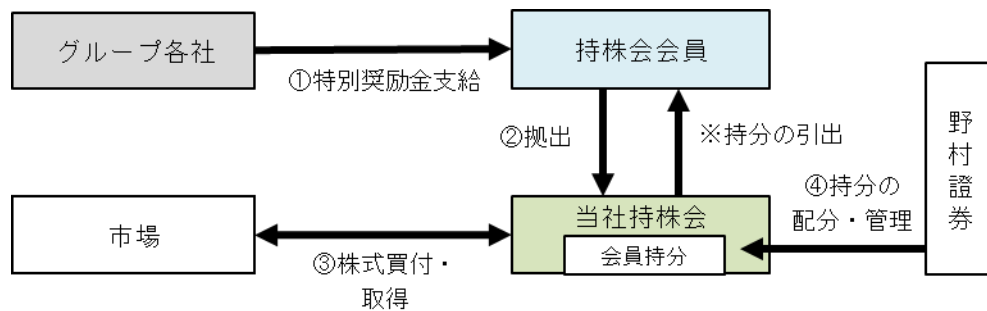 グループ各社
①特別奨励金支給
持株会会員
②拠出
※持分の引出
市場
③株式買付・
取得
当社持株会
会員持分
④持分の
配分・管理
野村證券